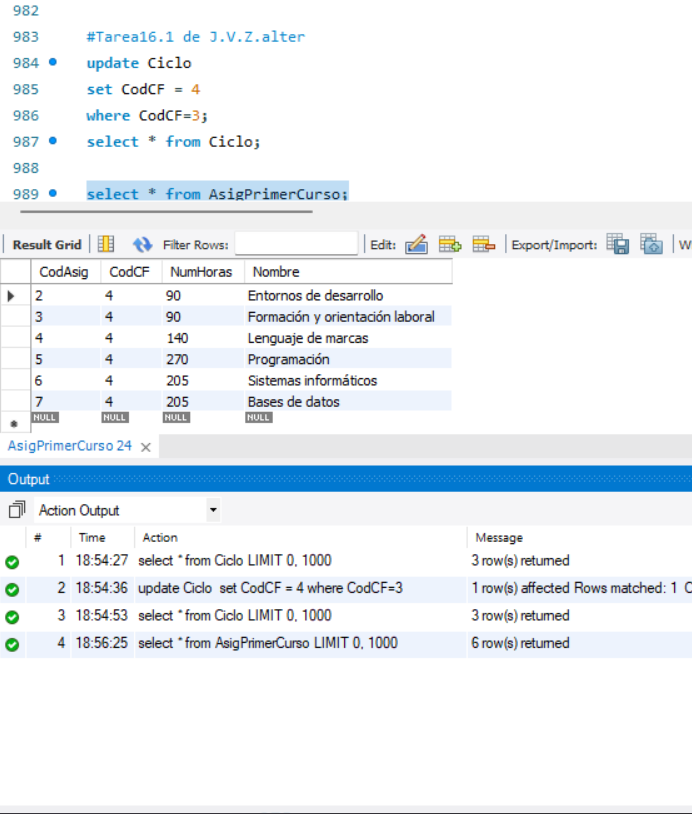 982
983 #Tarea16.1 de J.V.Z.alter
984 update Ciclo
985 set CodCF = 4
986 where CodCF=3;
987 select * from Ciclo;
988
989 select * from AsigPrimerCurso;
Result Grid Filter Rows: Edit: Export/Import: W
CodAsig CodCF NumHoras Nombre
2 4 90 Entornos de desarrollo
3 4 90 Formación y orientación laboral
4 4 140 Lenguaje de marcas
5 4 270 Programación
6 4 205 Sistemas informáticos
7 4 205 Bases de datos
NULL NULL NULL NULL
AsigPrimerCurso 24
Output
Action Output
# Time Action Message
1 18:54:27 select * from Ciclo LIMIT 0, 1000 3 row(s) returned
2 18:54:36 update Ciclo set CodCF = 4 where CodCF=3 1 row(s) affected Rows matched: 1 C
3 18:54:53 select * from Ciclo LIMIT 0, 1000 3 row(s) returned
4 18:56:25 select * from AsigPrimerCurso LIMIT 0, 1000 6 row(s) returned